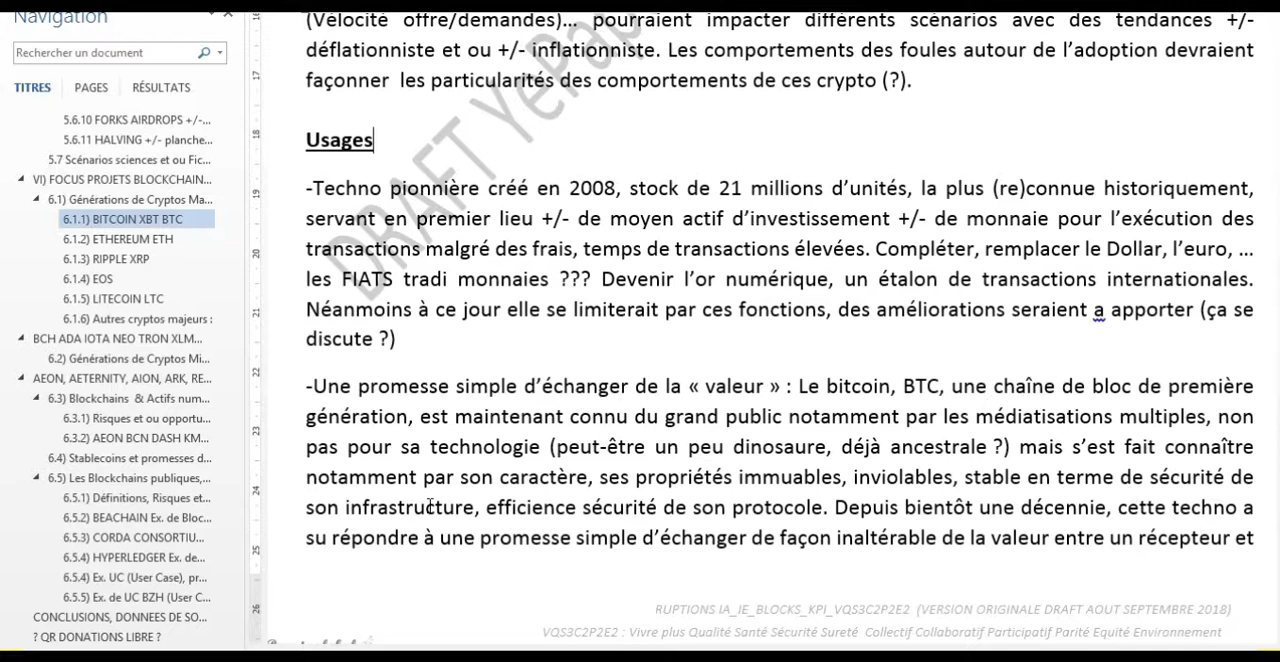 Navigation
Rechercher un document
TITRES PAGES RÉSULTATS
5.6.10 FORKS AIRDROPS +/-...
5.6.11 HALVING +/- planche...
5.7 Scénarios sciences et ou Fic...
VI) FOCUS PROJETS BLOCKCHAIN...
6.1) Générations de Cryptos Ma...
6.1.1) BITCOIN XBT BTC
6.1.2) ETHEREUM ETH
6.1.3) RIPPLE XRP
6.1.4) EOS
6.1.5) LITECOIN LTC
6.1.6) Autres cryptos majeurs :
BCH ADA IOTA NEO TRON XLM...
6.2) Générations de Cryptos Mi...
AEON, AETERNITY, AION, ARK, RE...
6.3) Blockchains & Actifs num...
6.3.1) Risques et ou opportu...
6.3.2) AEON BCN DASH KM...
6.4) Stablecoins et promesses d...
6.5) Les Blockchains publiques,...
6.5.1) Définitions, Risques et...
6.5.2) BEACHAIN Ex. de Bloc...
6.5.3) CORDA CONSORTIU...
6.5.4) HYPERLEDGER Ex. de...
6.5.4) Ex. UC (User Case), pr...
6.5.5) Ex. de UC BZH (User C...
CONCLUSIONS, DONNEES DE SO...
? QR DONATIONS LIBRE ?
16
17
18
19
20
21
22
23
24
25
26
(Vélocité offre/demandes)... pourraient impacter différents scénarios avec des tendances +/-
déflationniste et ou +/- inflationniste. Les comportements des foules autour de l’adoption devraient
façonner les particularités des comportements de ces crypto (?).
Usages
-Techno pionnière créé en 2008, stock de 21 millions d’unités, la plus (re)connue historiquement,
servant en premier lieu +/- de moyen actif d’investissement +/- de monnaie pour l’exécution des
transactions malgré des frais, temps de transactions élevées. Compléter, remplacer le Dollar, l’euro, ...
les FIATS tradi monnaies ??? Devenir l’or numérique, un étalon de transactions internationales.
Néanmoins à ce jour elle se limiterait par ces fonctions, des améliorations seraient a apporter (ça se
discute ?)
-Une promesse simple d’échanger de la « valeur » : Le bitcoin, BTC, une chaîne de bloc de première
génération, est maintenant connu du grand public notamment par les médiatisations multiples, non
pas pour sa technologie (peut-être un peu dinosaure, déjà ancestrale ?) mais s’est fait connaître
notamment par son caractère, ses propriétés immuables, inviolables, stable en terme de sécurité de
son infrastructure, efficience sécurité de son protocole. Depuis bientôt une décennie, cette techno a
su répondre à une promesse simple d’échanger de façon inaltérable de la valeur entre un récepteur et
DRAFT YePap
RUPTIONS IA_IE_BLOCKS_KPI_VQS3C2P2E2 (VERSION ORIGINALE DRAFT AOUT SEPTEMBRE 2018)
VQS3C2P2E2 : Vivre plus Qualité Santé Sécurité Sureté Collectif Collaboratif Participatif Parité Equité Environnement